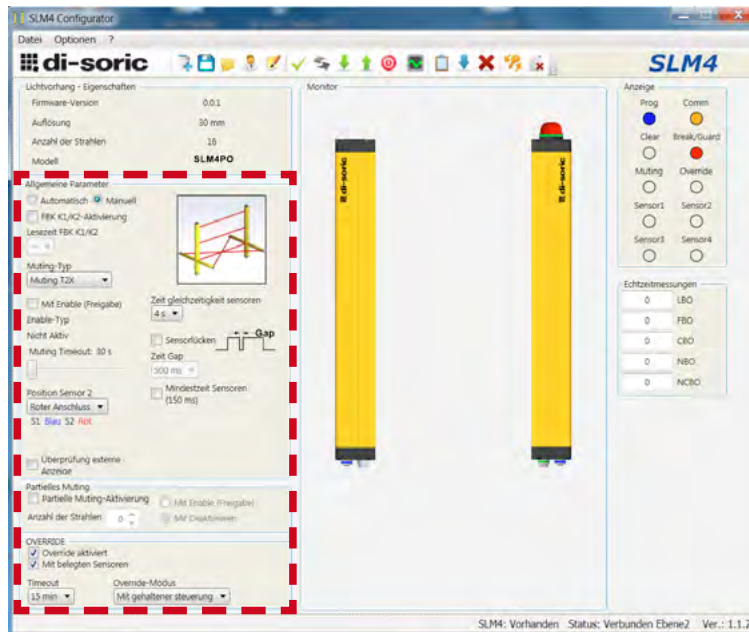 SLM4 Configurator
Datei Optionen ?
di-soric
SLM4
Lichtvorhang - Eigenschaften
Firmware-Version 0.0.1
Auflösung 30 mm
Anzahl der Strahlen 16
Modell SLM4PO
Allgemeine Parameter
Automatisch Manuell
FBK K1/K2-Aktivierung
Lesezeit FBK K1/K2
Muting-Typ
Muting T2X
Mit Enable (Freigabe)
Enable-Typ
Nicht Aktiv
Muting Timeout: 30 s
Position Sensor 2
Roter Anschluss
S1 Blau S2 Rot
Überprüfung externe
Anzeige
Zeit gleichzeitigkeit sensoren
4 s
Sensorlücken
Gap
Zeit Gap
500 ms
Mindestzeit Sensoren
(150 ms)
Partielles Muting
Partielle Muting-Aktivierung
Mit Enable (Freigabe)
Anzahl der Strahlen 0
Mit Deaktivieren
OVERRIDE
Override aktiviert
Mit belegten Sensoren
Timeout
15 min
Override-Modus
Mit gehaltener steuerung
Monitor
di-soric
di-soric
Anzeige
Prog Comm
Clear Break/Guard
Muting Override
Sensor1 Sensor2
Sensor3 Sensor4
Echtzeitmessungen
0 LBO
0 FBO
0 CBO
0 NBO
0 NCBO
SLM4: Vorhanden Status: Verbunden Ebene2 Ver.: 1.1.2